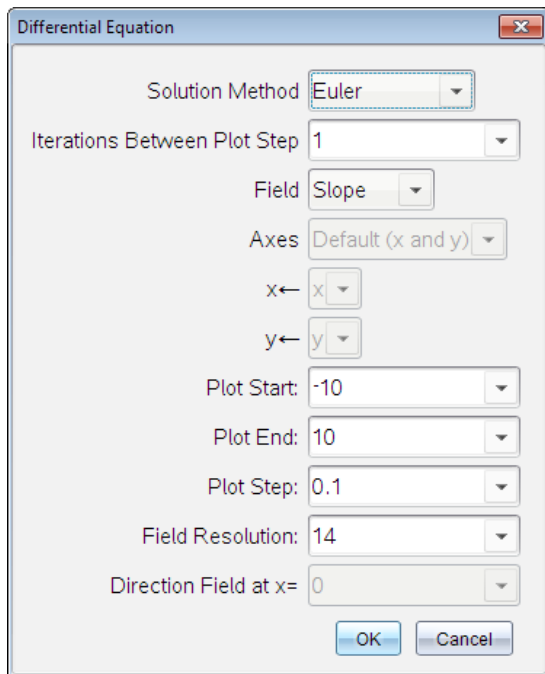 Differential Equation
Solution Method Euler
Iterations Between Plot Step 1
Field Slope
Axes Default (x and y)
x← x
y← y
Plot Start: -10
Plot End: 10
Plot Step: 0.1
Field Resolution: 14
Direction Field at x= 0
OK Cancel